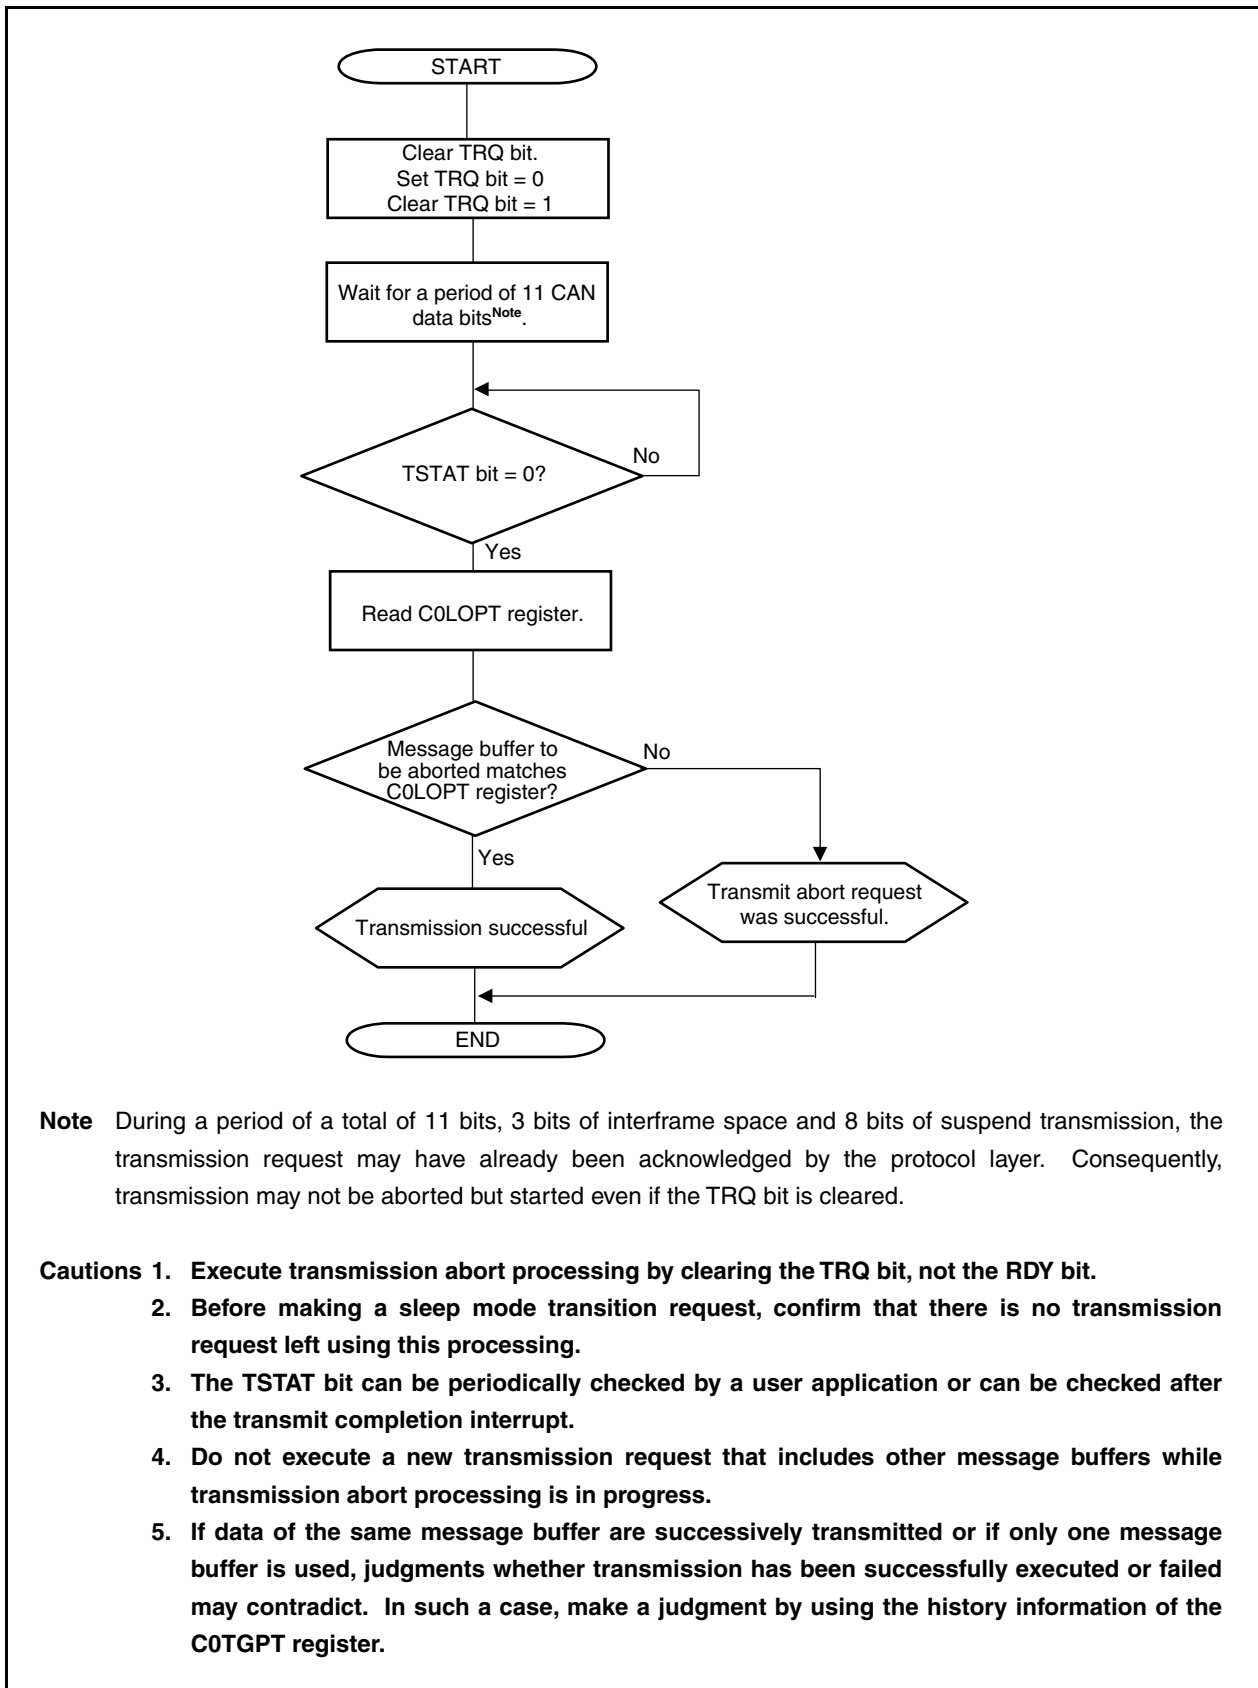 START
Clear TRQ bit.
Set TRQ bit = 0
Clear TRQ bit = 1
Wait for a period of 11 CAN
data bitsNote.
No
TSTAT bit = 0?
Yes
Read C0LOPT register.
Message buffer to
be aborted matches
C0LOPT register?
No
Yes
Transmit abort request
was successful.
Transmission successful
END
Note During a period of a total of 11 bits, 3 bits of interframe space and 8 bits of suspend transmission, the
transmission request may have already been acknowledged by the protocol layer. Consequently,
transmission may not be aborted but started even if the TRQ bit is cleared.
Cautions 1. Execute transmission abort processing by clearing the TRQ bit, not the RDY bit.
2. Before making a sleep mode transition request, confirm that there is no transmission
request left using this processing.
3. The TSTAT bit can be periodically checked by a user application or can be checked after
the transmit completion interrupt.
4. Do not execute a new transmission request that includes other message buffers while
transmission abort processing is in progress.
5. If data of the same message buffer are successively transmitted or if only one message
buffer is used, judgments whether transmission has been successfully executed or failed
may contradict. In such a case, make a judgment by using the history information of the
C0TGPT register.